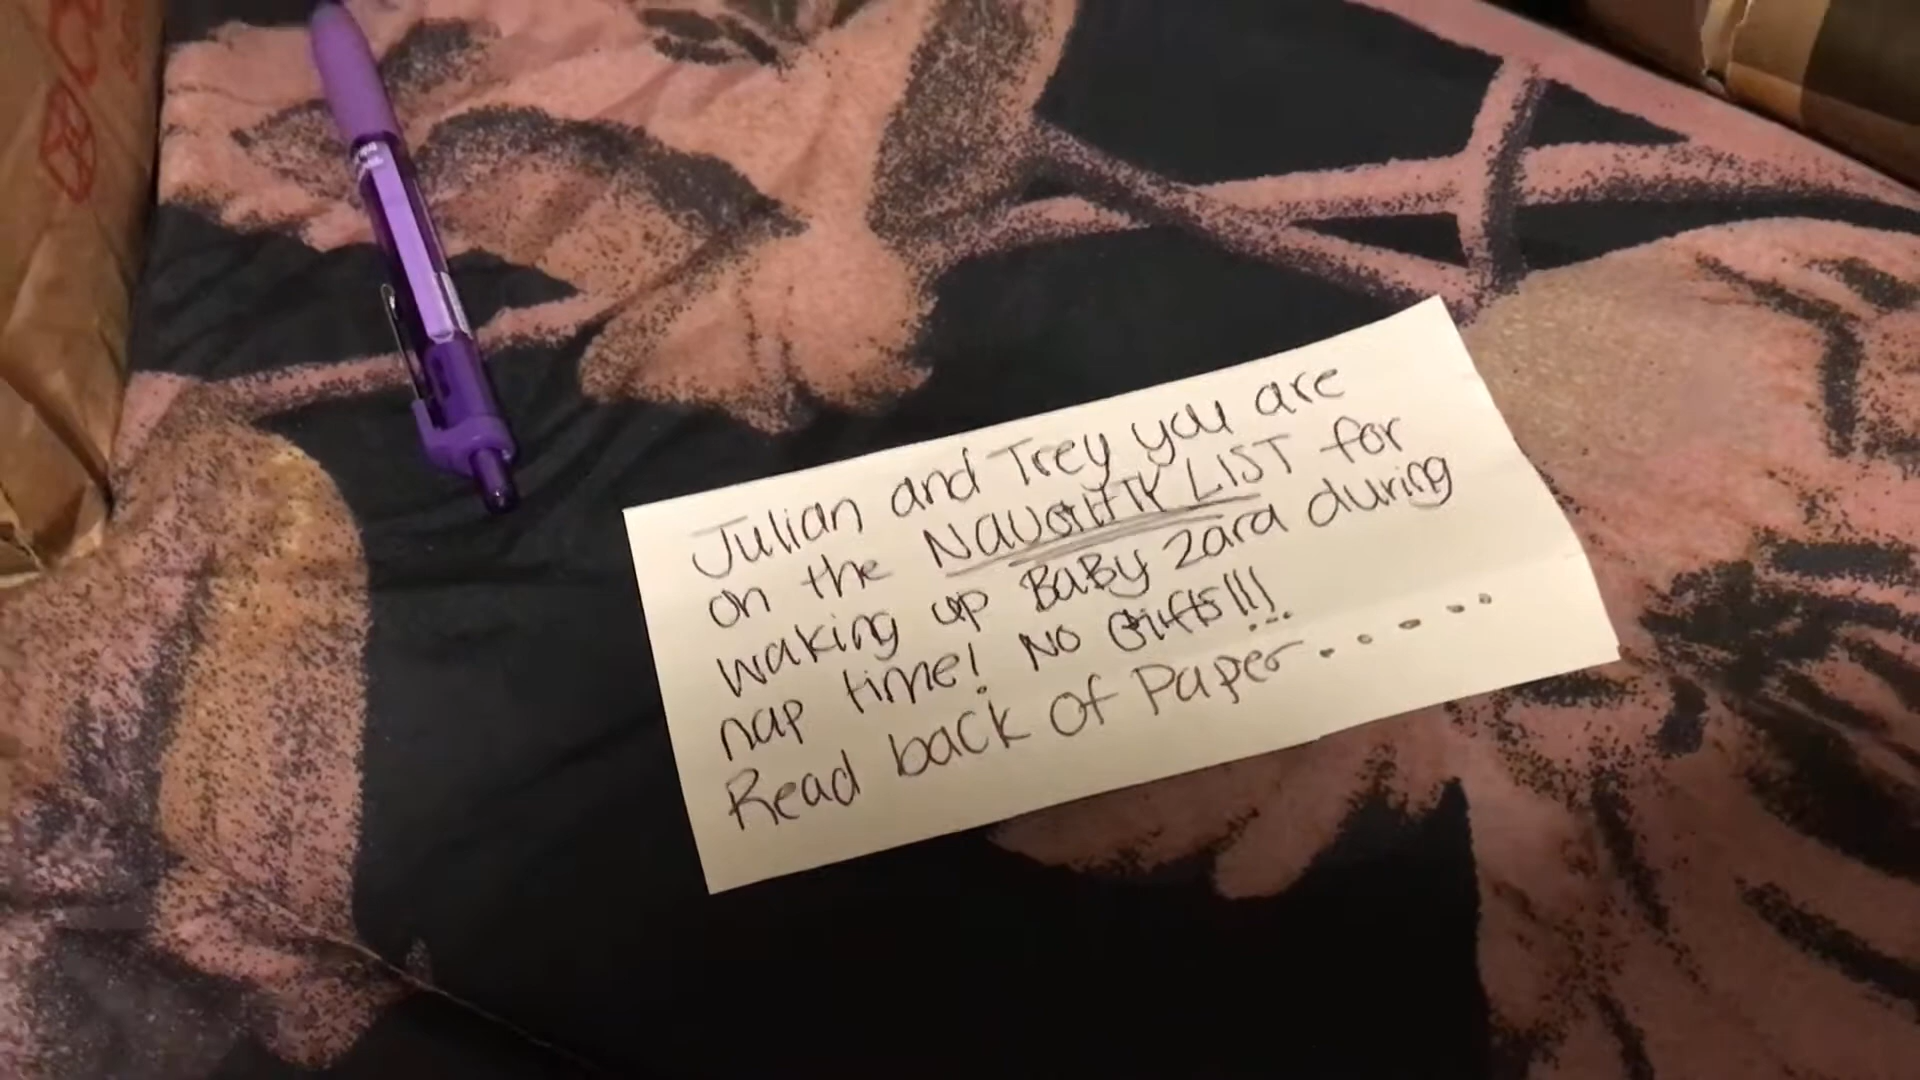 Julian and Trey you are
on the NAUGHTY LIST for
waking up BaBy Zara during
nap time! NO Gifts!!!
Read back of Paper......